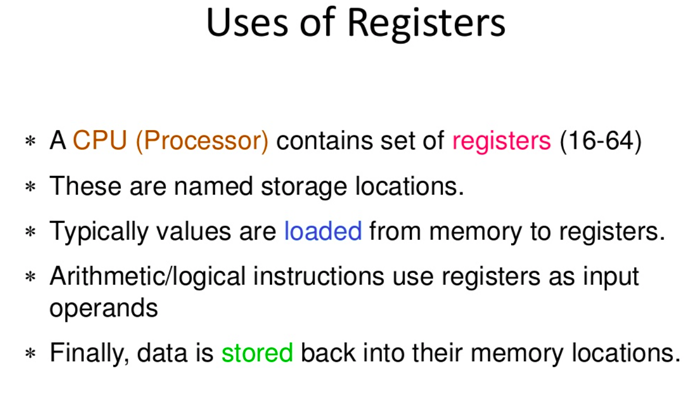 Uses of Registers
* A CPU (Processor) contains set of registers (16-64)
* These are named storage locations.
* Typically values are loaded from memory to registers.
* Arithmetic/logical instructions use registers as input
operands
* Finally, data is stored back into their memory locations.